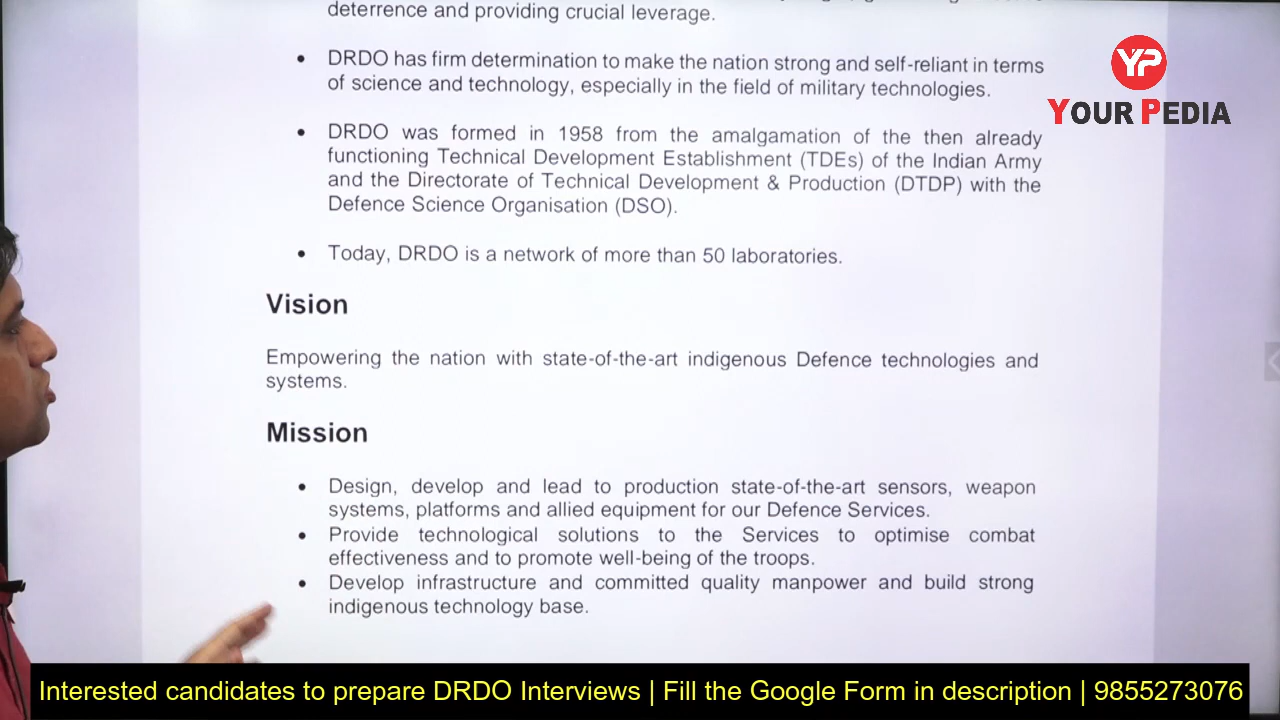 deterrence and providing crucial leverage.
• DRDO has firm determination to make the nation strong and self-reliant in terms
of science and technology, especially in the field of military technologies.
YP
YOUR PEDIA
• DRDO was formed in 1958 from the amalgamation of the then already
functioning Technical Development Establishment (TDEs) of the Indian Army
and the Directorate of Technical Development & Production (DTDP) with the
Defence Science Organisation (DSO).
• Today, DRDO is a network of more than 50 laboratories.
Vision
Empowering the nation with state-of-the-art indigenous Defence technologies and
systems.
Mission
• Design, develop and lead to production state-of-the-art sensors, weapon
systems, platforms and allied equipment for our Defence Services.
• Provide technological solutions to the Services to optimise combat
effectiveness and to promote well-being of the troops.
• Develop infrastructure and committed quality manpower and build strong
indigenous technology base.
Interested candidates to prepare DRDO Interviews | Fill the Google Form in description | 9855273076